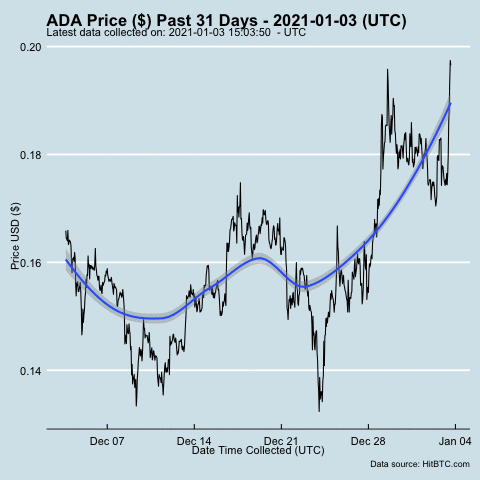 ADA Price ($) Past 31 Days - 2021-01-03 (UTC)
Latest data collected on: 2021-01-03 15:03:50  - UTC
Price USD ($)
0.20
0.18
0.16
0.14
Dec 07
Dec 14
Dec 21
Dec 28
Jan 04
Date Time Collected (UTC)
Data source: HitBTC.com